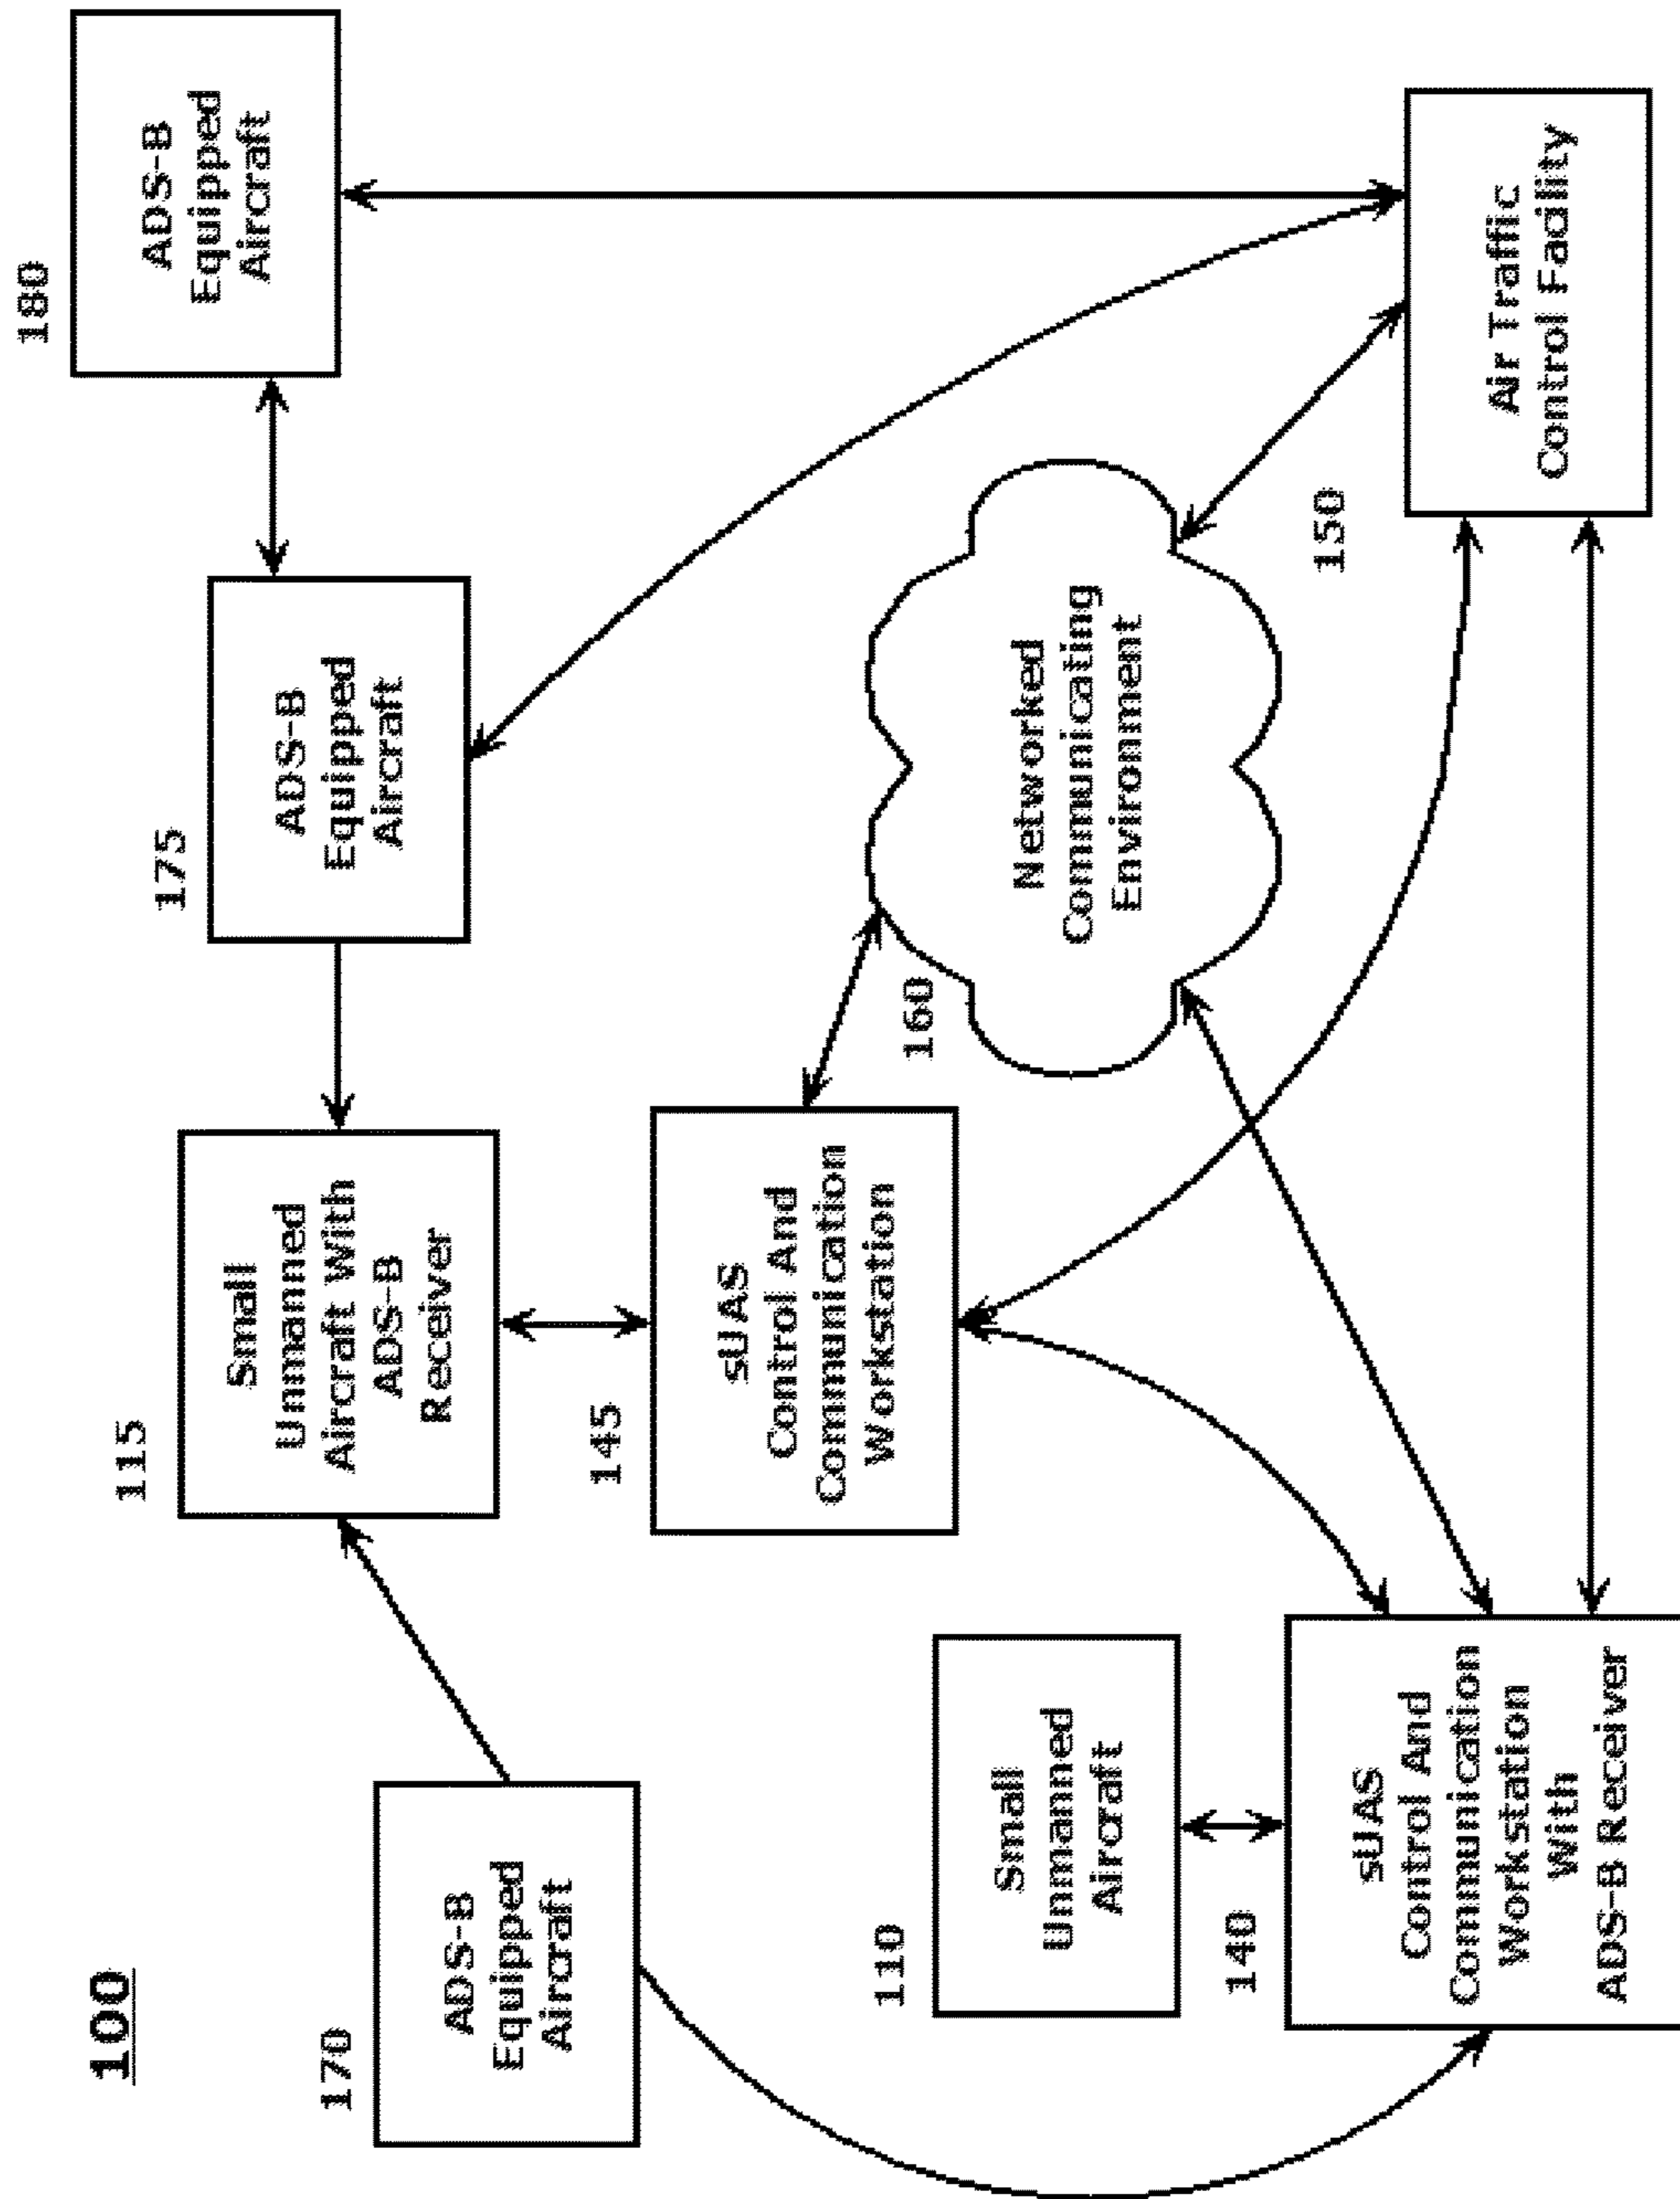 100
170
ADS-B
Equipped
Aircraft
115
Small
Unmanned
Aircraft With
ADS-B
Receiver
175
ADS-B
Equipped
Aircraft
180
ADS-B
Equipped
Aircraft
145
sUAS
Control And
Communication
Workstation
110
Small
Unmanned
Aircraft
160
Networked
Communicating
Environment
140
sUAS
Control And
Communication
Workstation
With
ADS-B Receiver
150
Air Traffic
Control Facility